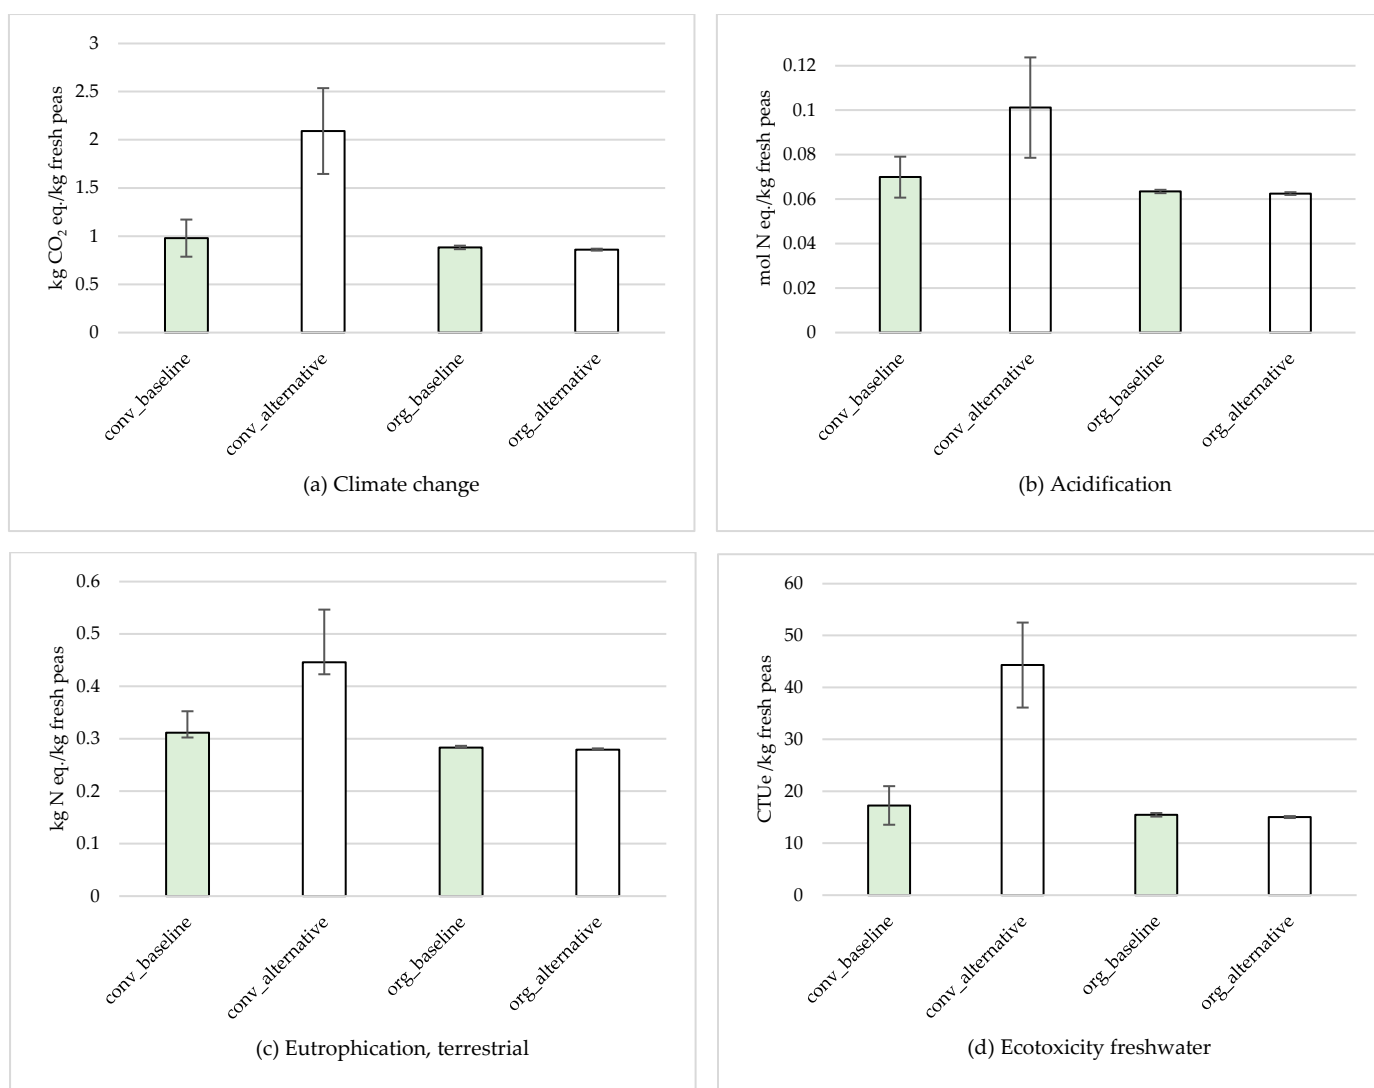 3
2.5
2
1.5
1
0.5
0
kg CO₂ eq./kg fresh peas
conv_baseline
conv_alternative
org_baseline
org_alternative
(a) Climate change
0.12
0.1
0.08
0.06
0.04
0.02
0
mol N eq./kg fresh peas
conv_baseline
conv_alternative
org_baseline
org_alternative
(b) Acidification
0.6
0.5
0.4
0.3
0.2
0.1
0
kg N eq./kg fresh peas
conv_baseline
conv_alternative
org_baseline
org_alternative
(c) Eutrophication, terrestrial
60
50
40
30
20
10
0
CTUe /kg fresh peas
conv_baseline
conv_alternative
org_baseline
org_alternative
(d) Ecotoxicity freshwater